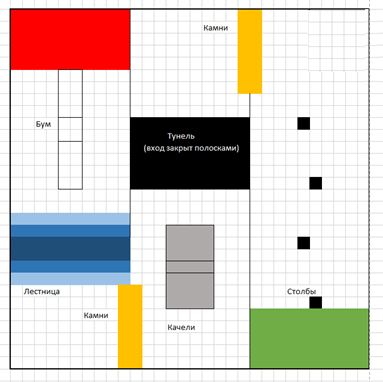 Камни
Бум
Тунель
(вход закрыт полосками)
Лестница
Столбы
Камни
Качели